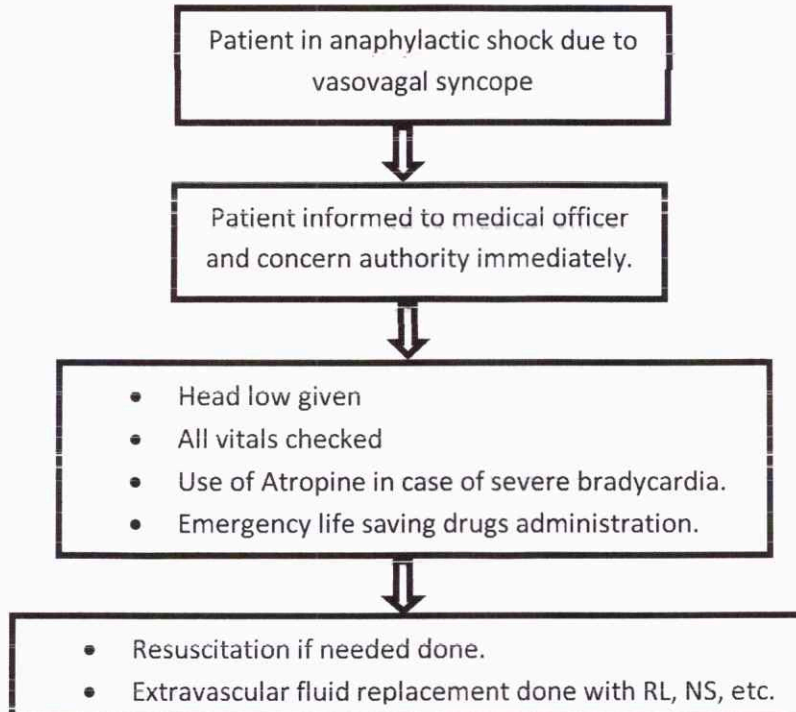 Patient in anaphylactic shock due to
vasovagal syncope
Patient informed to medical officer
and concern authority immediately.
• Head low given
• All vitals checked
• Use of Atropine in case of severe bradycardia.
• Emergency life saving drugs administration.
• Resuscitation if needed done.
• Extravascular fluid replacement done with RL, NS, etc.